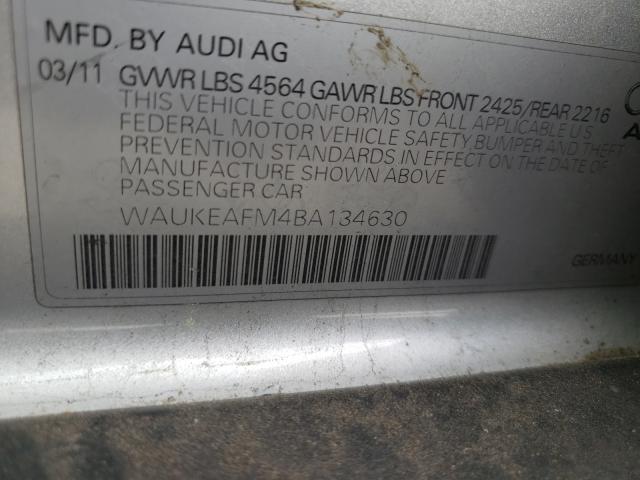 MFD. BY AUDI AG
03/11 GVWR LBS 4564 GAWR LBS FRONT 2425/REAR 2216
THIS VEHICLE CONFORMS TO ALL APPLICABLE U.S.
FEDERAL MOTOR VEHICLE SAFETY, BUMPER AND THEFT
PREVENTION STANDARDS IN EFFECT ON THE DATE OF
MANUFACTURE SHOWN ABOVE
PASSENGER CAR
WAUKEAFM4BA134630
GERMANY